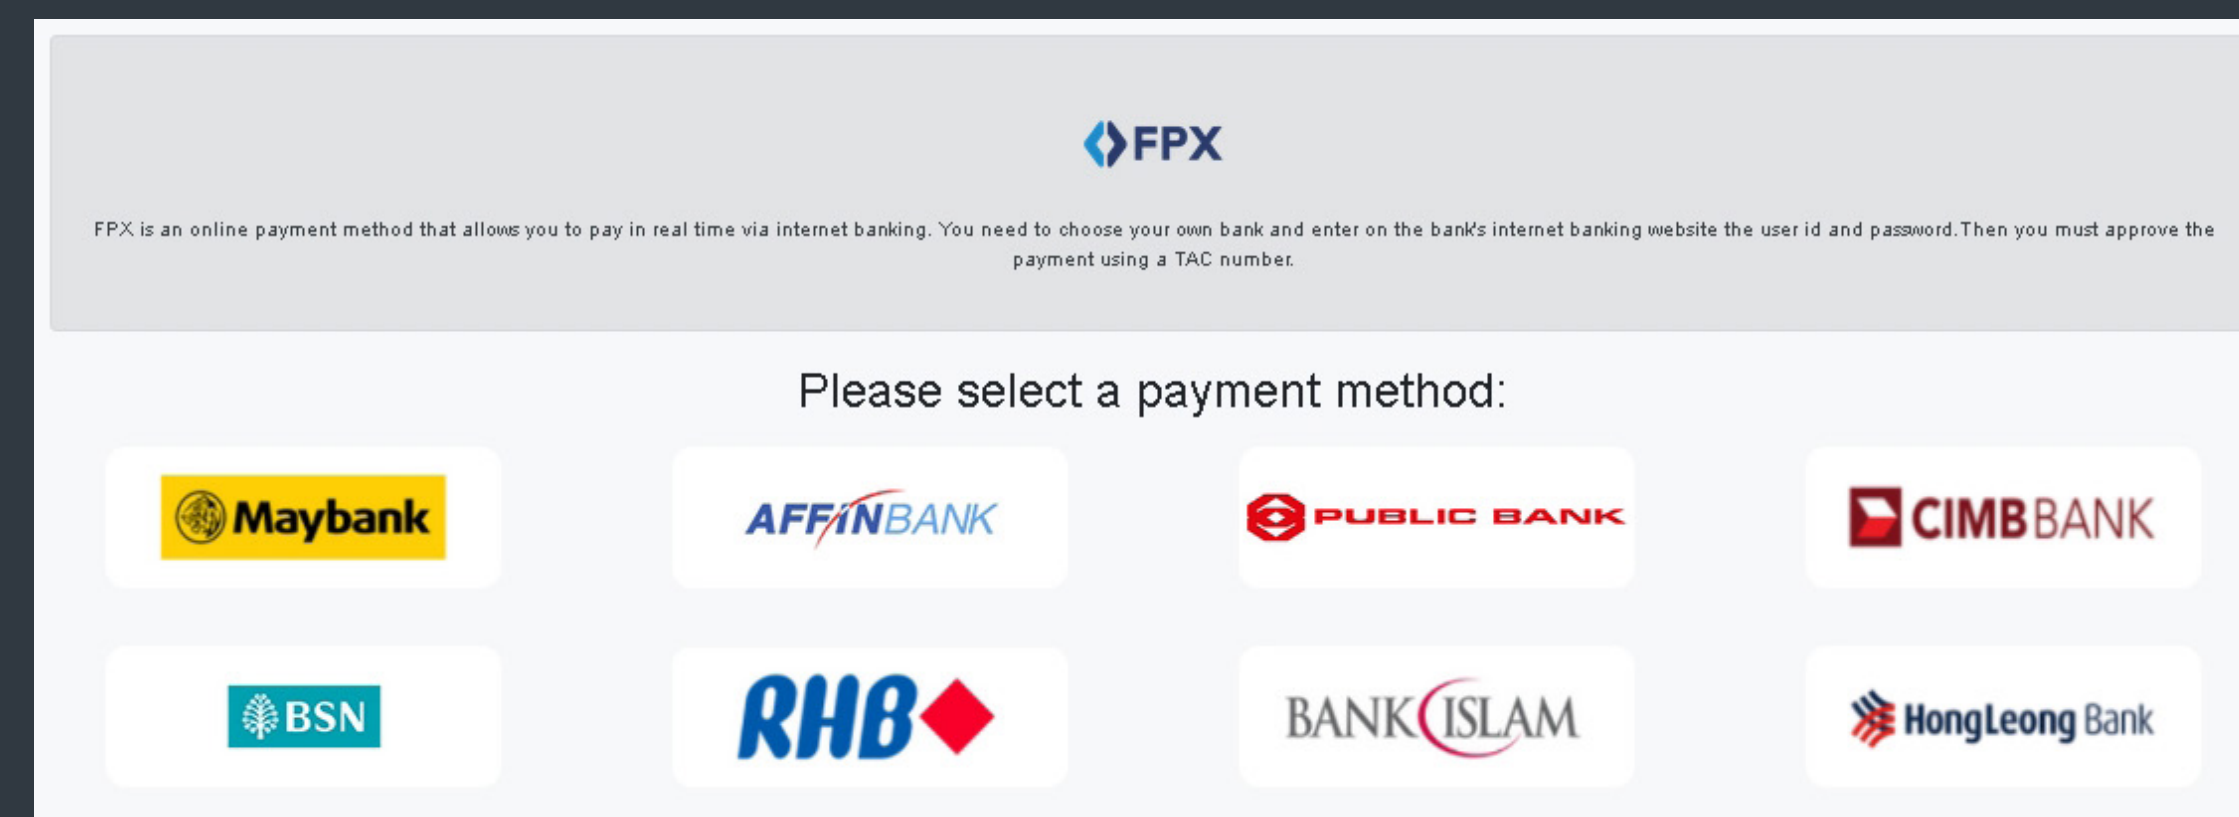 FPX
FPX is an online payment method that allows you to pay in real time via internet banking. You need to choose your own bank and enter on the bank's internet banking website the user id and password.Then you must approve the
payment using a TAC number.
Please select a payment method:
Maybank
AFFINBANK
PUBLIC BANK
CIMB BANK
BSN
RHB
BANK ISLAM
HongLeong Bank